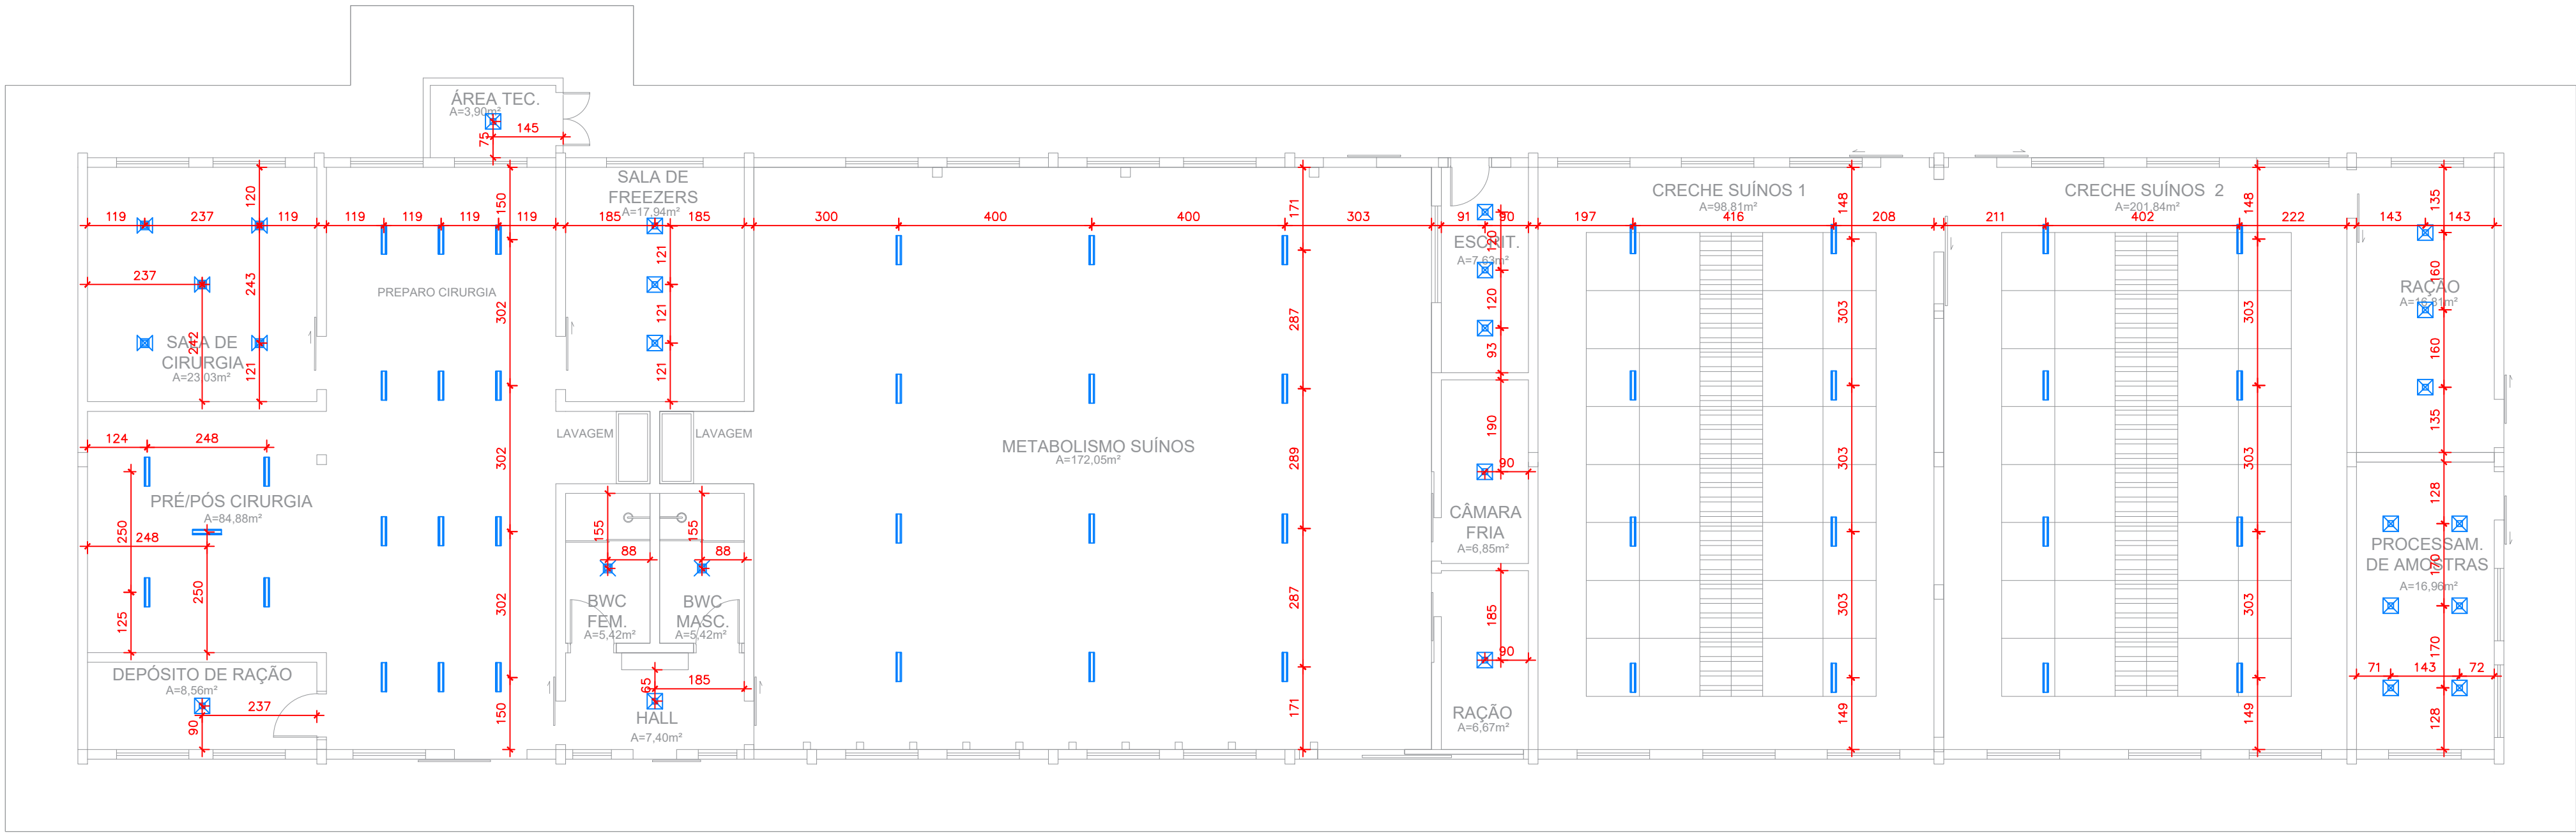 ÁREA TEC.
A=3,90m²
145
75
SALA DE
FREEZERS
A=17,94m²
CRECHE SUÍNOS 1
A=98,81m²
CRECHE SUÍNOS 2
A=201,84m²
120
150
171
148
148
135
119
237
119
119
119
119
119
185
185
300
400
400
303
91
90
197
416
208
211
402
222
143
143
237
243
242
121
PREPARO CIRURGIA
302
121
121
121
287
ESCRIT.
A=7,63m²
120
120
93
303
303
160
RAÇÃO
A=16,81m²
160
135
SALA DE
CIRURGIA
A=23,03m²
LAVAGEM
LAVAGEM
METABOLISMO SUÍNOS
A=172,05m²
124
248
302
289
190
90
303
303
PRÉ/PÓS CIRURGIA
A=84,88m²
250
248
250
125
155
88
155
88
CÂMARA
FRIA
A=6,85m²
128
PROCESSAM.
DE AMOSTRAS
A=16,96m²
170
170
71
143
72
128
302
BWC
FEM.
A=5,42m²
BWC
MASC.
A=5,42m²
287
185
90
303
303
DEPÓSITO DE RAÇÃO
A=8,56m²
237
90
150
65
185
HALL
A=7,40m²
171
RAÇÃO
A=6,67m²
149
149